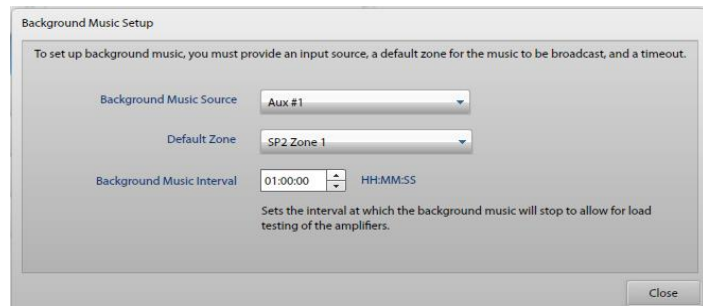 Background Music Setup
To set up background music, you must provide an input source, a default zone for the music to be broadcast, and a timeout.
Background Music Source Aux #1
Default Zone SP2 Zone 1
Background Music Interval 01:00:00 HH:MM:SS
Sets the interval at which the background music will stop to allow for load
testing of the amplifiers.
Close